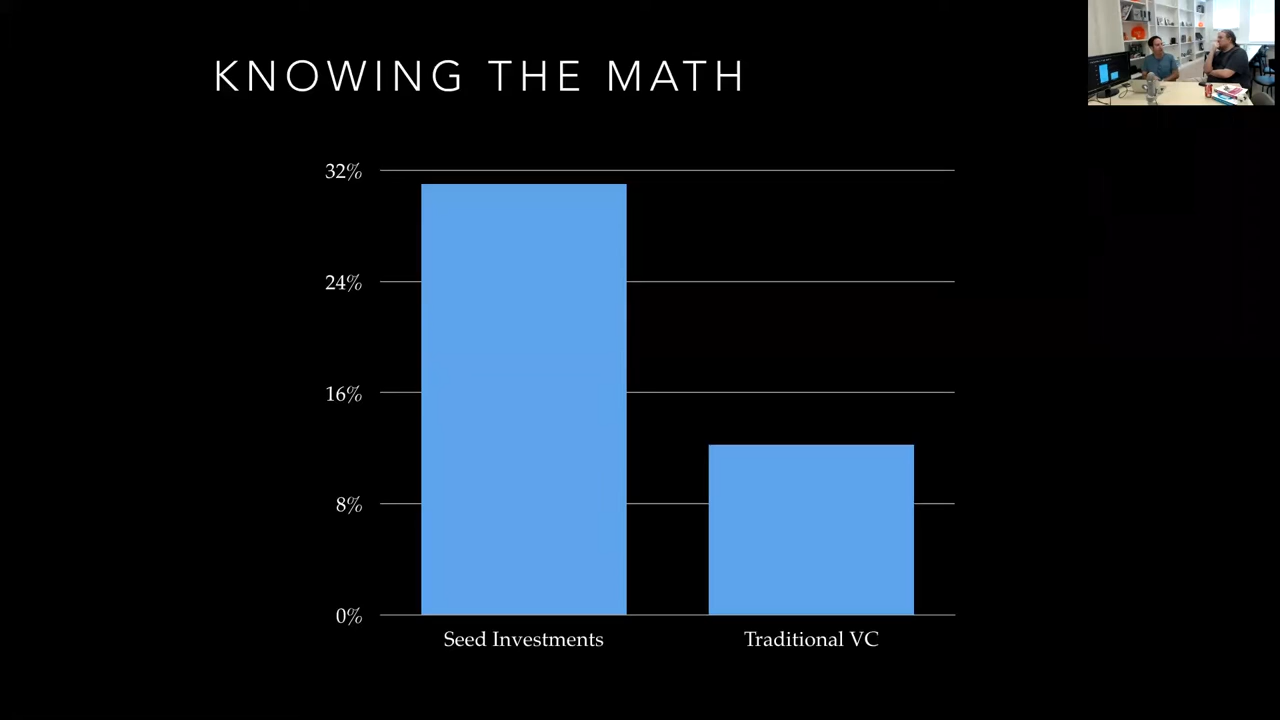 KNOWING THE MATH
32%
24%
16%
8%
0%
Seed Investments
Traditional VC